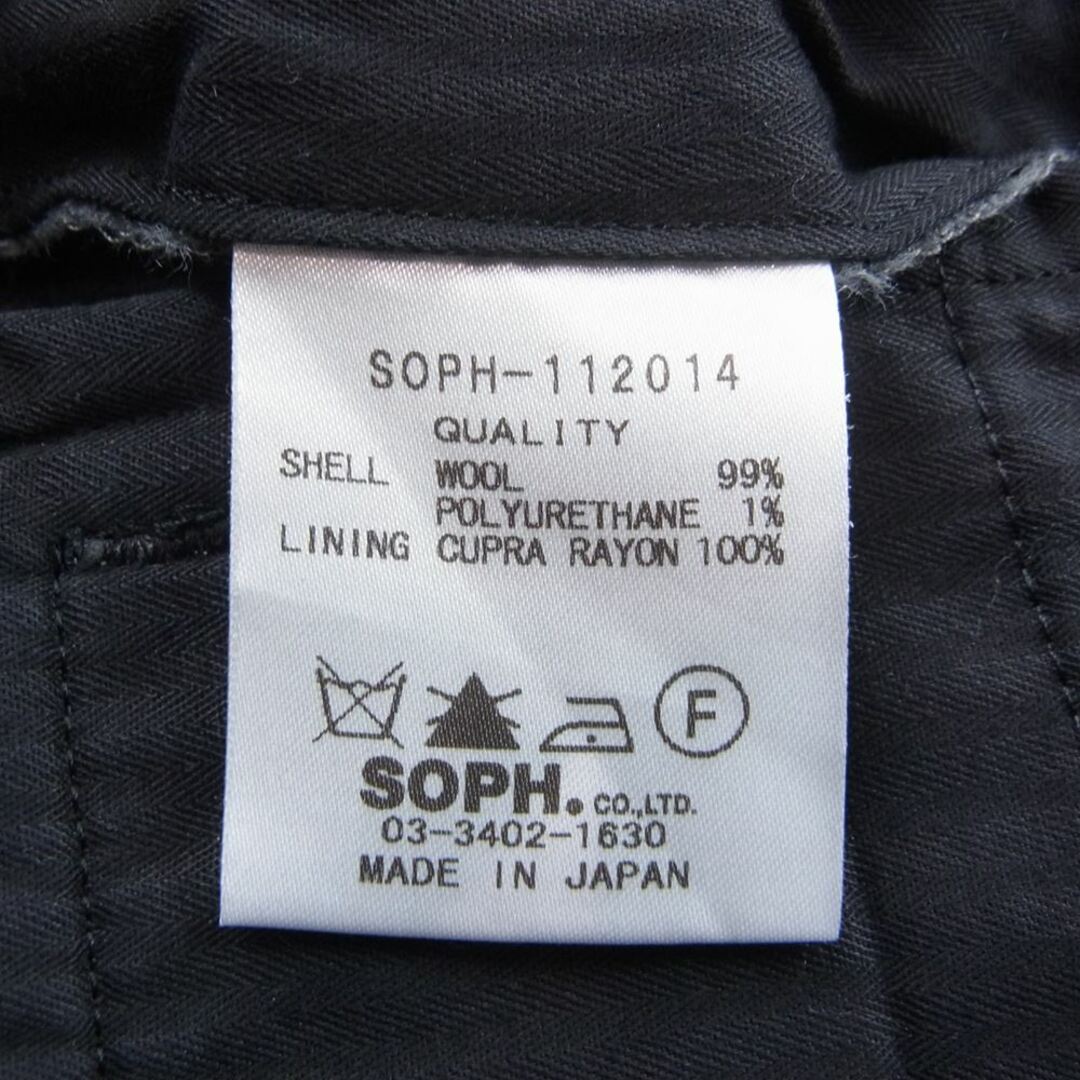 SOPH-112014
QUALITY
SHELL WOOL 99%
POLYURETHANE 1%
LINING CUPRA RAYON 100%
F
SOPH. CO.,LTD.
03-3402-1630
MADE IN JAPAN